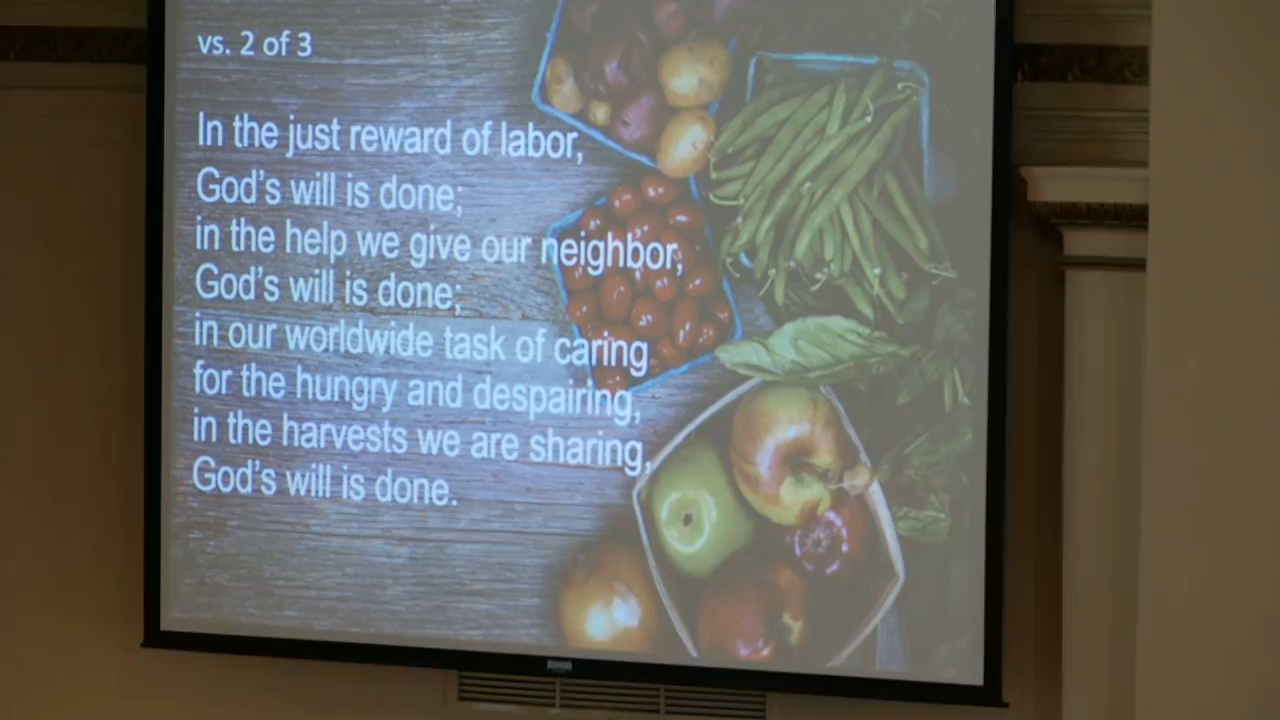 vs. 2 of 3
In the just reward of labor,
God's will is done;
in the help we give our neighbor,
God's will is done;
in our worldwide task of caring
for the hungry and despairing,
in the harvests we are sharing,
God's will is done.